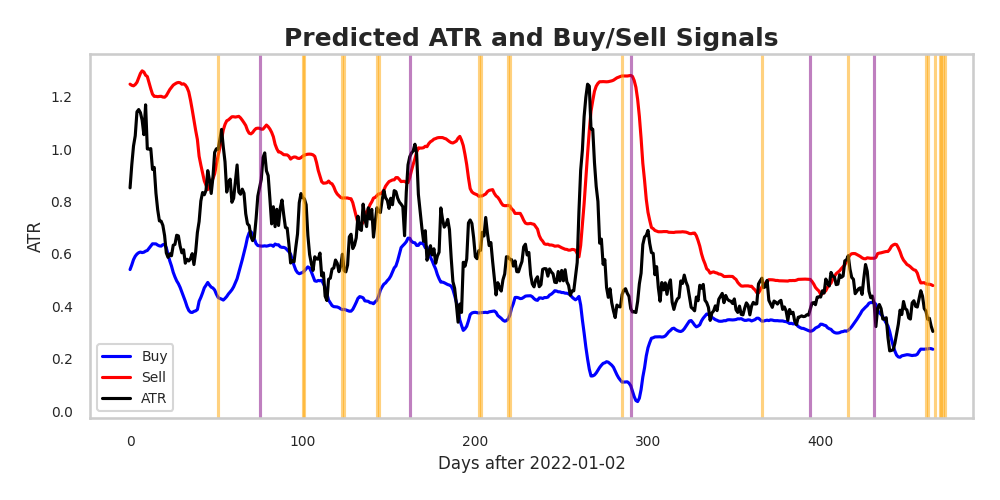 Predicted ATR and Buy/Sell Signals
1.2
1.0
0.8
0.6
0.4
0.2
0.0
ATR
Buy
Sell
ATR
0 100 200 300 400
Days after 2022-01-02